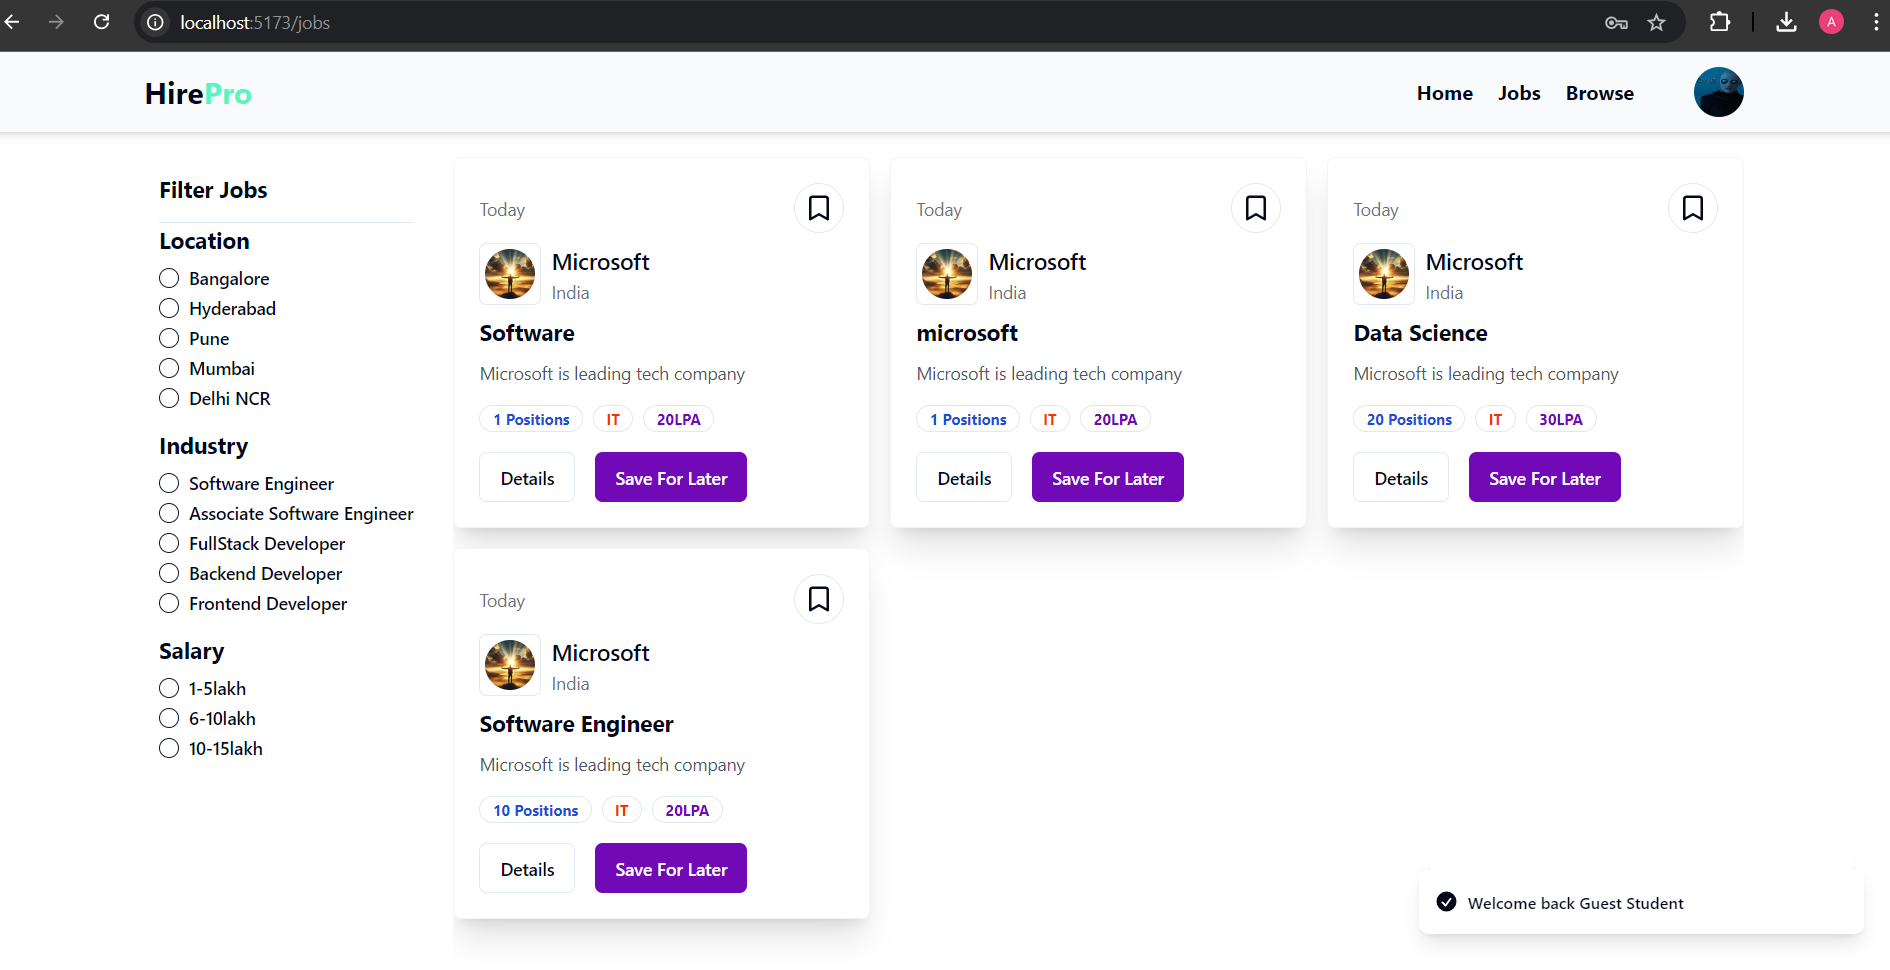 localhost:5173/jobs
A
HirePro
Home Jobs Browse
Filter Jobs
Location
Bangalore
Hyderabad
Pune
Mumbai
Delhi NCR
Industry
Software Engineer
Associate Software Engineer
FullStack Developer
Backend Developer
Frontend Developer
Salary
1-5lakh
6-10lakh
10-15lakh
Today
Microsoft
India
Software
Microsoft is leading tech company
1 Positions IT 20LPA
Details Save For Later
Today
Microsoft
India
microsoft
Microsoft is leading tech company
1 Positions IT 20LPA
Details Save For Later
Today
Microsoft
India
Data Science
Microsoft is leading tech company
20 Positions IT 30LPA
Details Save For Later
Today
Microsoft
India
Software Engineer
Microsoft is leading tech company
10 Positions IT 20LPA
Details Save For Later
Welcome back Guest Student